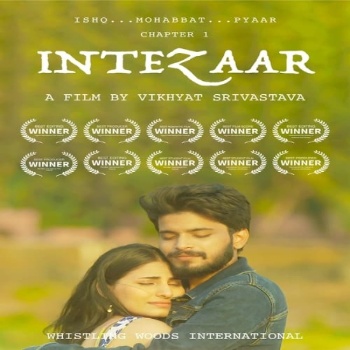 ISHQ...MOHABBAT...PYAAR
CHAPTER 1
INTEZAAR
A FILM BY VIKHYAT SRIVASTAVA
WINNER WINNER WINNER WINNER WINNER
WINNER WINNER WINNER WINNER WINNER
WHISTLING WOODS INTERNATIONAL